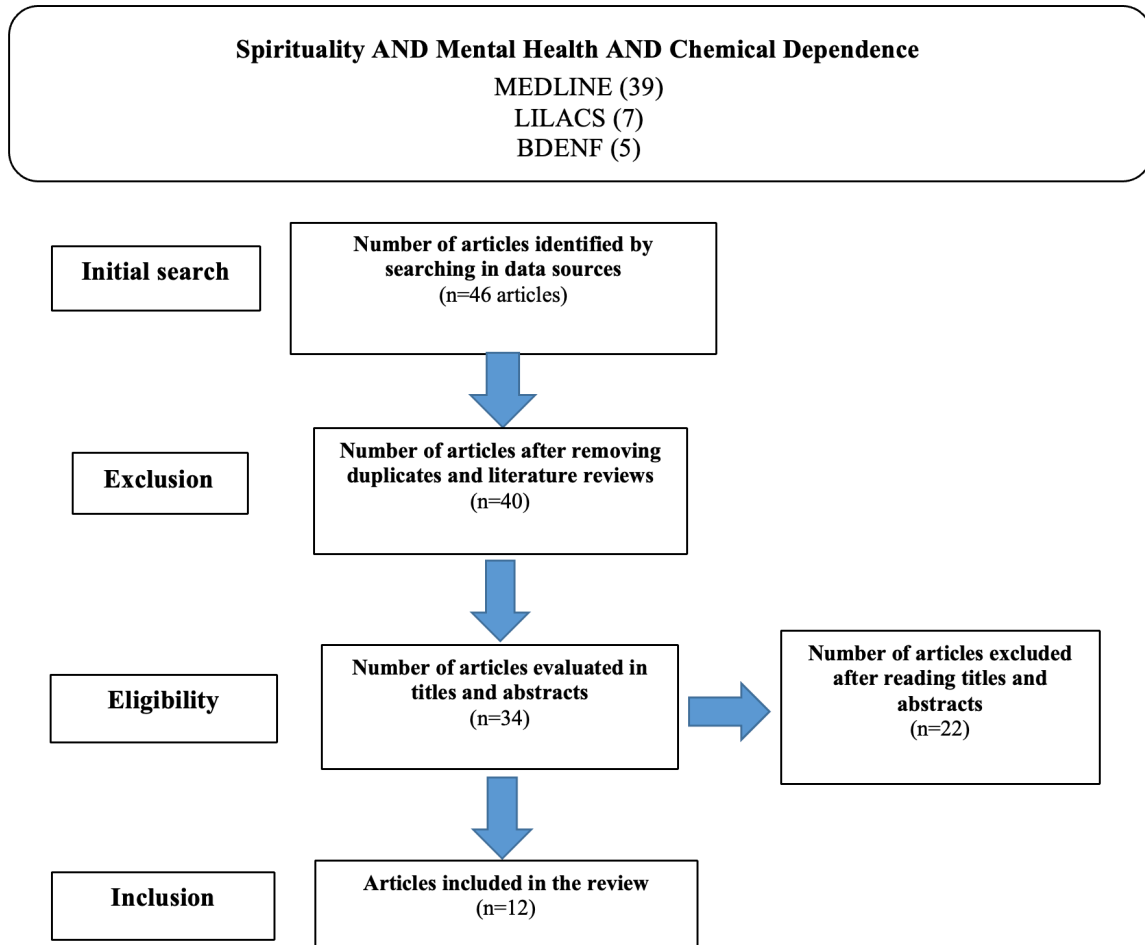 Spirituality AND Mental Health AND Chemical Dependence
MEDLINE (39)
LILACS (7)
BDENF (5)
Initial search
Number of articles identified by
searching in data sources
(n=46 articles)
Exclusion
Number of articles after removing
duplicates and literature reviews
(n=40)
Eligibility
Number of articles evaluated in
titles and abstracts
(n=34)
Number of articles excluded
after reading titles and
abstracts
(n=22)
Inclusion
Articles included in the review
(n=12)